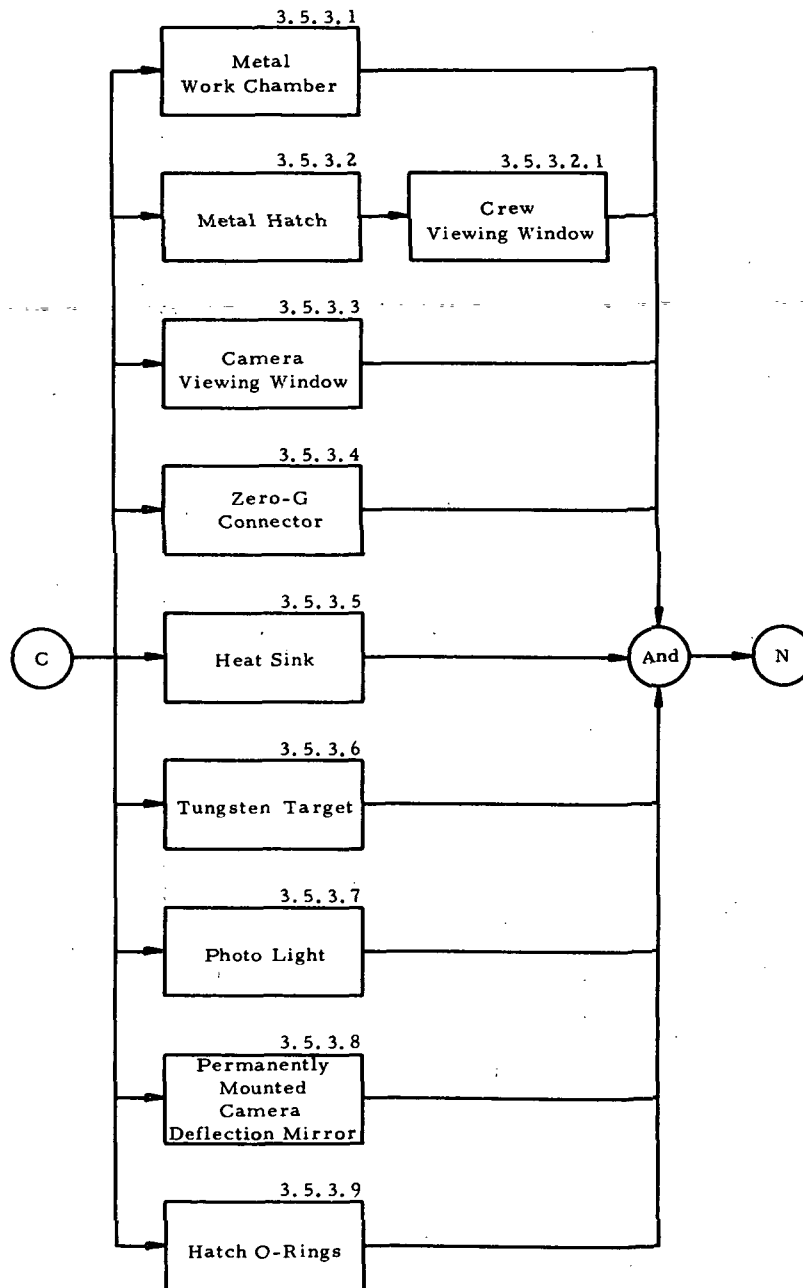 3.5.3.1
Metal
Work Chamber
3.5.3.2
Metal Hatch
3.5.3.2.1
Crew
Viewing Window
3.5.3.3
Camera
Viewing Window
3.5.3.4
Zero-G
Connector
C
3.5.3.5
Heat Sink
And
N
3.5.3.6
Tungsten Target
3.5.3.7
Photo Light
3.5.3.8
Permanently
Mounted
Camera
Deflection Mirror
3.5.3.9
Hatch O-Rings